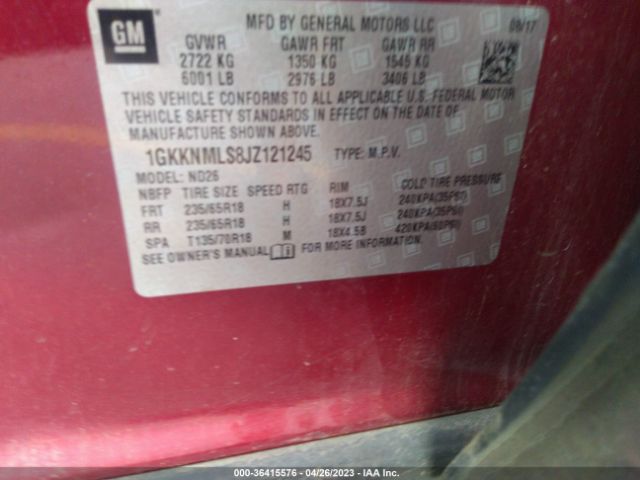 GM
MFD BY GENERAL MOTORS LLC 08/17
GVWR GAWR FRT GAWR RR
2722 KG 1350 KG 1545 KG
6001 LB 2976 LB 3406 LB
THIS VEHICLE CONFORMS TO ALL APPLICABLE U.S. FEDERAL MOTOR
VEHICLE SAFETY STANDARDS IN EFFECT ON THE DATE OF
MANUFACTURE SHOWN ABOVE.
1GKKNMLS8JZ121245 TYPE: M.P.V.
MODEL: ND26
NBFP TIRE SIZE SPEED RTG RIM COLD TIRE PRESSURE
FRT 235/65R18 H 18X7.5J 240KPA(35PSI)
RR 235/65R18 H 18X7.5J 240KPA(35PSI)
SPA T135/70R18 M 18X4.5B 420KPA(60PSI)
SEE OWNER'S MANUAL FOR MORE INFORMATION.
000-36415576 / 04/26/2023 / IAA Inc.